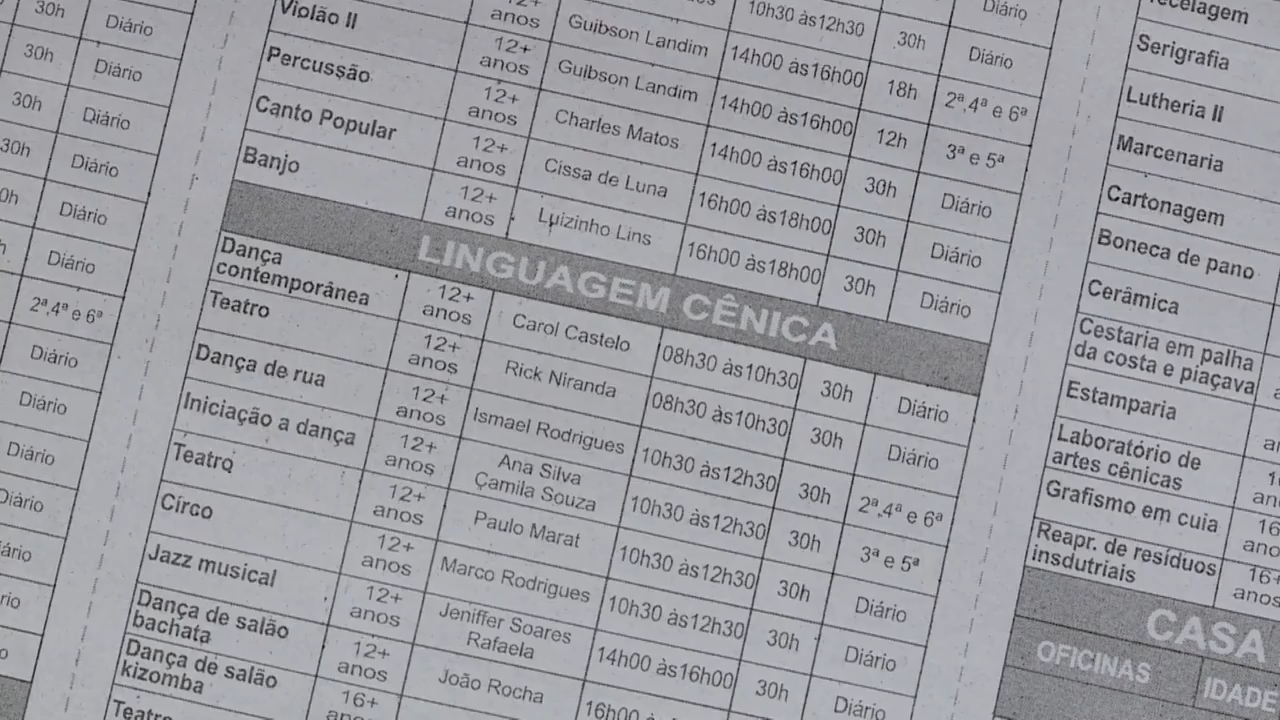 30h Diário
30h Diário
30h Diário
30h Diário
Diário
Diário
2ª,4ª e 6ª
Diário
Diário
Diário
Diário
Violão II 12+ anos Guibson Landim 10h30 às12h30 30h Diário
Percussão 12+ anos Guibson Landim 14h00 às16h00 18h 2ª,4ª e 6ª
Canto Popular 12+ anos Charles Matos 14h00 às16h00 12h 3ª e 5ª
Banjo 12+ anos Cissa de Luna 14h00 às16h00 30h Diário
12+ anos Luizinho Lins 16h00 às18h00 30h Diário
16h00 às18h00 30h Diário
LINGUAGEM CÊNICA
Dança
contemporânea 12+ anos Carol Castelo 08h30 às10h30 30h Diário
Teatro 12+ anos Rick Niranda 08h30 às10h30 30h Diário
Dança de rua 12+ anos Ismael Rodrigues 10h30 às12h30 30h 2ª,4ª e 6ª
Iniciação a dança 12+ anos Ana Silva
Camila Souza 10h30 às12h30 30h 3ª e 5ª
Teatro 12+ anos Paulo Marat 10h30 às12h30 30h Diário
Circo 12+ anos Marco Rodrigues 10h30 às12h30 30h Diário
Jazz musical 12+ anos Jeniffer Soares
Rafaela 14h00 às16h00 30h Diário
Dança de salão
bachata 12+ anos João Rocha 16h00
Dança de salão
kizomba 16+ anos
Teatro
Serigrafia
Lutheria II
Marcenaria
Cartonagem
Boneca de pano
Cerâmica
Cestaria em palha
da costa e piaçava
Estamparia
Laboratório de
artes cênicas
Grafismo em cuia
Reapr. de resíduos
insdutriais 16+ anos
CASA
OFICINAS IDADE